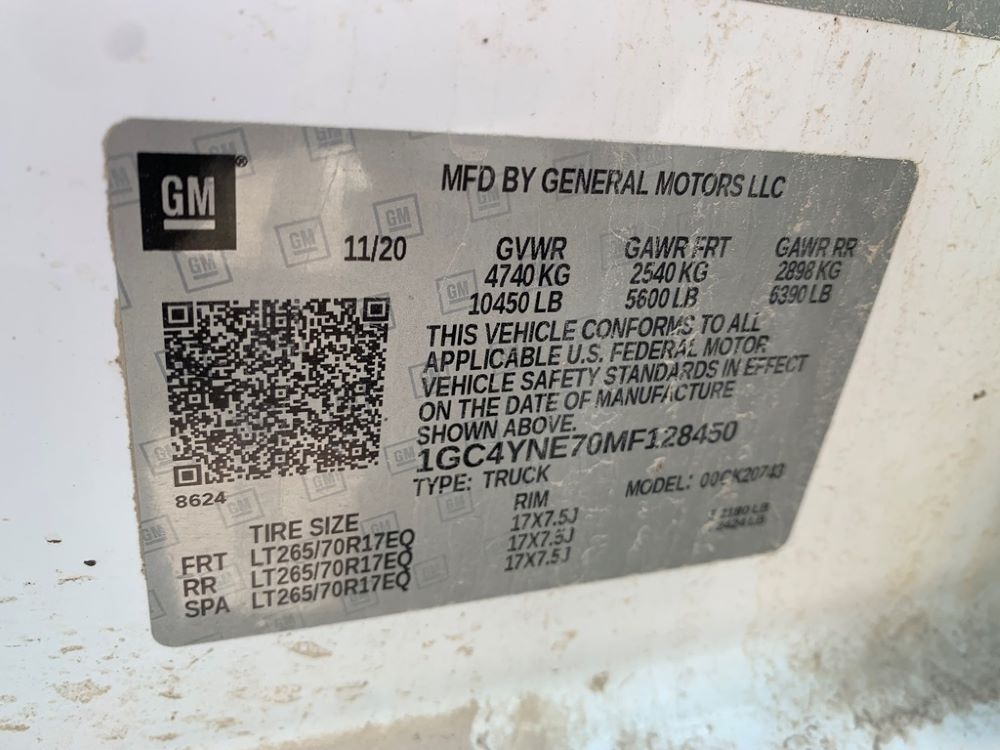 GM®
MFD BY GENERAL MOTORS LLC
11/20
GVWR GAWR FRT GAWR RR
4740 KG 2540 KG 2898 KG
10450 LB 5600 LB 6390 LB
THIS VEHICLE CONFORMS TO ALL
APPLICABLE U.S. FEDERAL MOTOR
VEHICLE SAFETY STANDARDS IN EFFECT
ON THE DATE OF MANUFACTURE
SHOWN ABOVE.
1GC4YNE70MF128450
TYPE: TRUCK MODEL: 00CK20743
8624
TIRE SIZE RIM
FRT LT265/70R17EQ 17X7.5J
RR LT265/70R17EQ 17X7.5J
SPA LT265/70R17EQ 17X7.5J